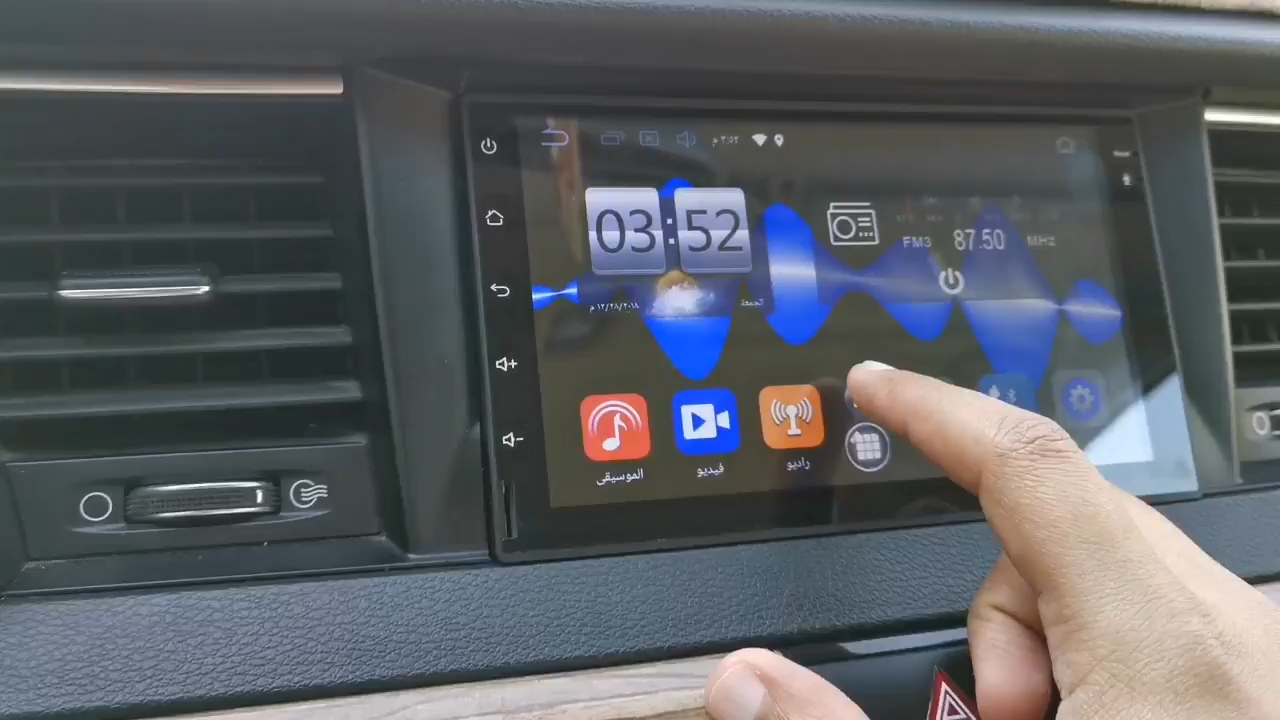 ٣:٥٢ م
03:52
FM3 87.50 MHz
١٢/٢٨/٢٠١٨ م
الجمعة
الموسيقى
فيديو
راديو